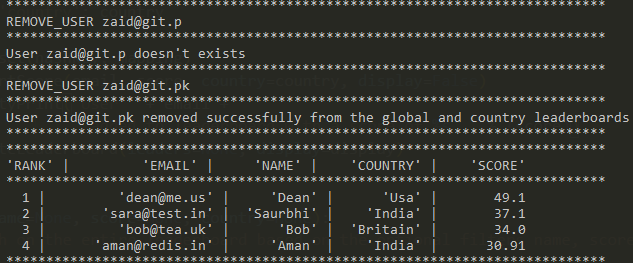 ******************************************************************************
REMOVE_USER zaid@git.p
******************************************************************************
User zaid@git.p doesn't exists
******************************************************************************
REMOVE_USER zaid@git.pk
******************************************************************************
User zaid@git.pk removed successfully from the global and country leaderboards
******************************************************************************
******************************************************************************
'RANK' | 'EMAIL' | 'NAME' | 'COUNTRY' | 'SCORE'
******************************************************************************
1 | 'dean@me.us' | 'Dean' | 'Usa' | 49.1
2 | 'sara@test.in' | 'Saurbhi' | 'India' | 37.1
3 | 'bob@tea.uk' | 'Bob' | 'Britain' | 34.0
4 | 'aman@redis.in' | 'Aman' | 'India' | 30.91
******************************************************************************